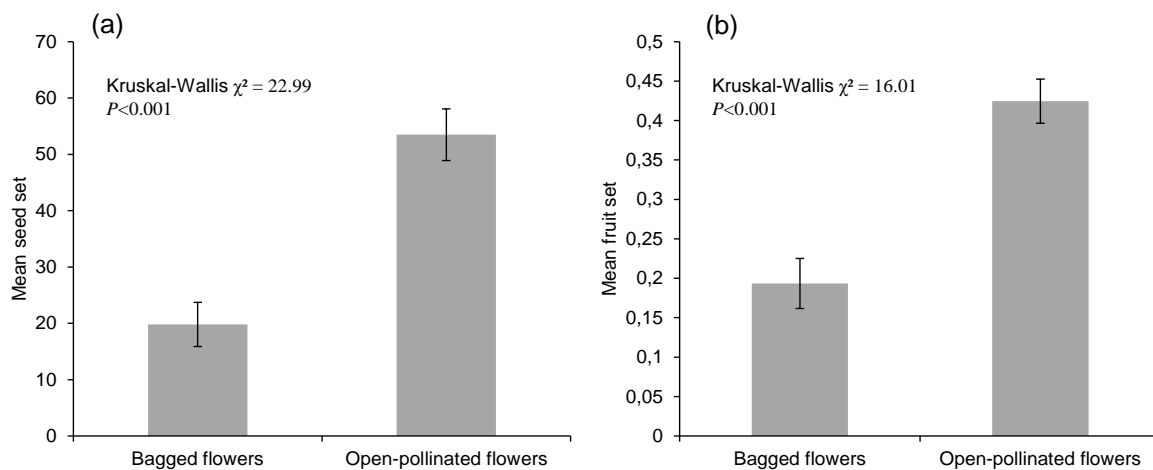 (a)
70
60
50
40
30
20
10
0
Mean seed set
Kruskal-Wallis χ² = 22.99
P<0.001
Bagged flowers
Open-pollinated flowers
(b)
0,5
0,45
0,4
0,35
0,3
0,25
0,2
0,15
0,1
0,05
0
Mean fruit set
Kruskal-Wallis χ² = 16.01
P<0.001
Bagged flowers
Open-pollinated flowers